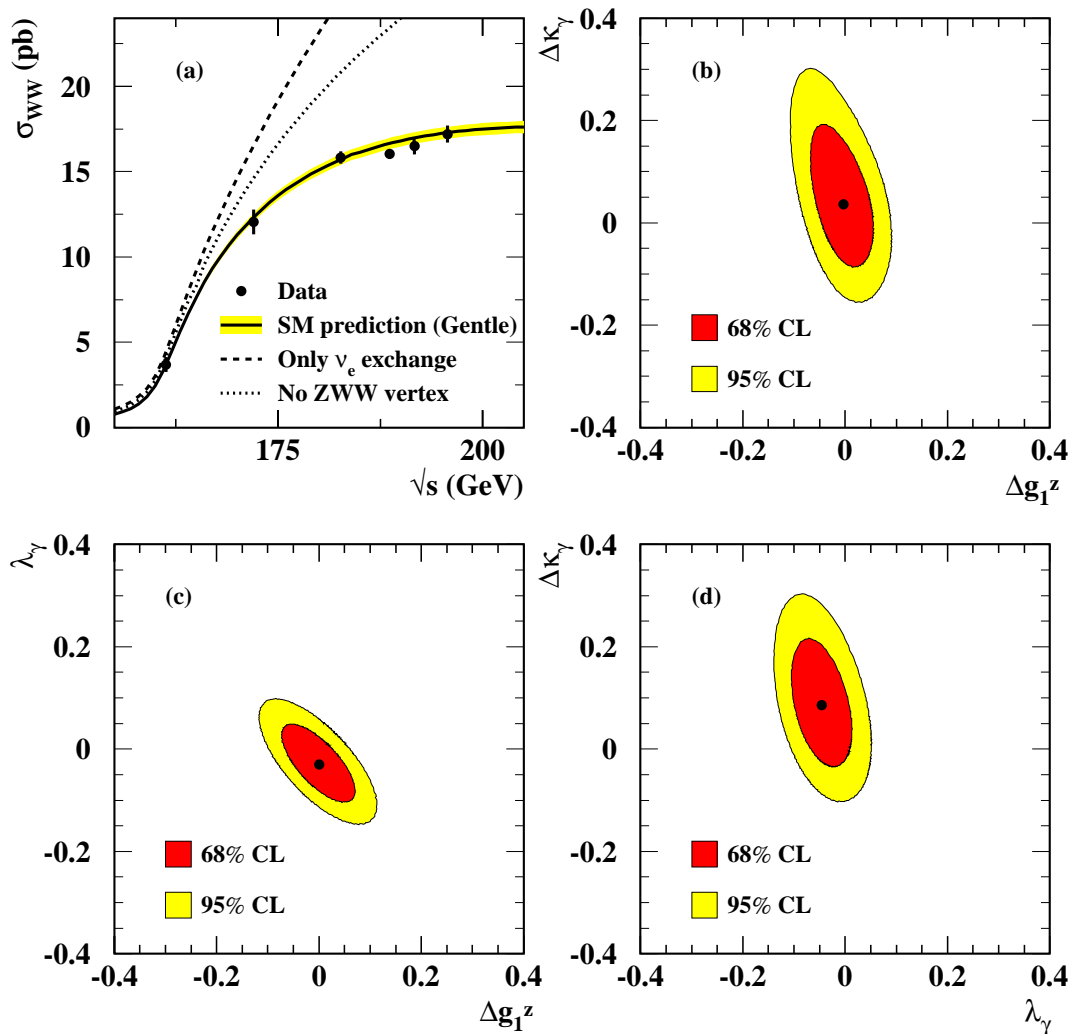 σWW (pb)
(a)
20
15
10
5
0
Data
SM prediction (Gentle)
Only νe exchange
No ZWW vertex
175
200
√s (GeV)
Δκγ
(b)
0.4
0.2
0
-0.2
-0.4
68% CL
95% CL
-0.4 -0.2 0 0.2 0.4
Δg1z
λγ
(c)
0.4
0.2
0
-0.2
-0.4
68% CL
95% CL
-0.4 -0.2 0 0.2 0.4
Δg1z
Δκγ
(d)
0.4
0.2
0
-0.2
-0.4
68% CL
95% CL
-0.4 -0.2 0 0.2 0.4
λγ